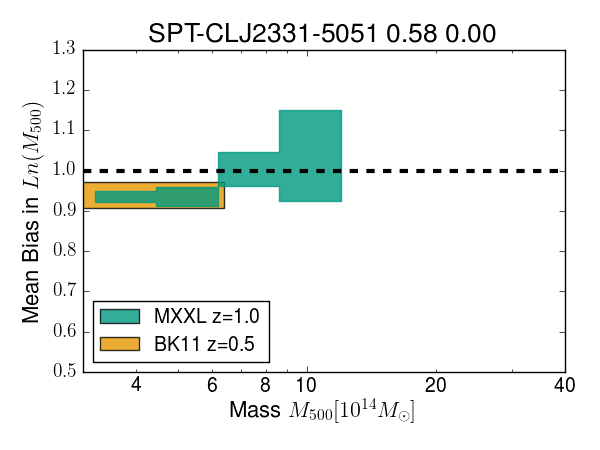 SPT-CLJ2331-5051 0.58 0.00
1.3
1.2
1.1
1.0
0.9
0.8
0.7
0.6
0.5
Mean Bias in Ln(M500)
MXXL z=1.0
BK11 z=0.5
4 6 8 10 20 40
Mass M500[10^14 M⊙]